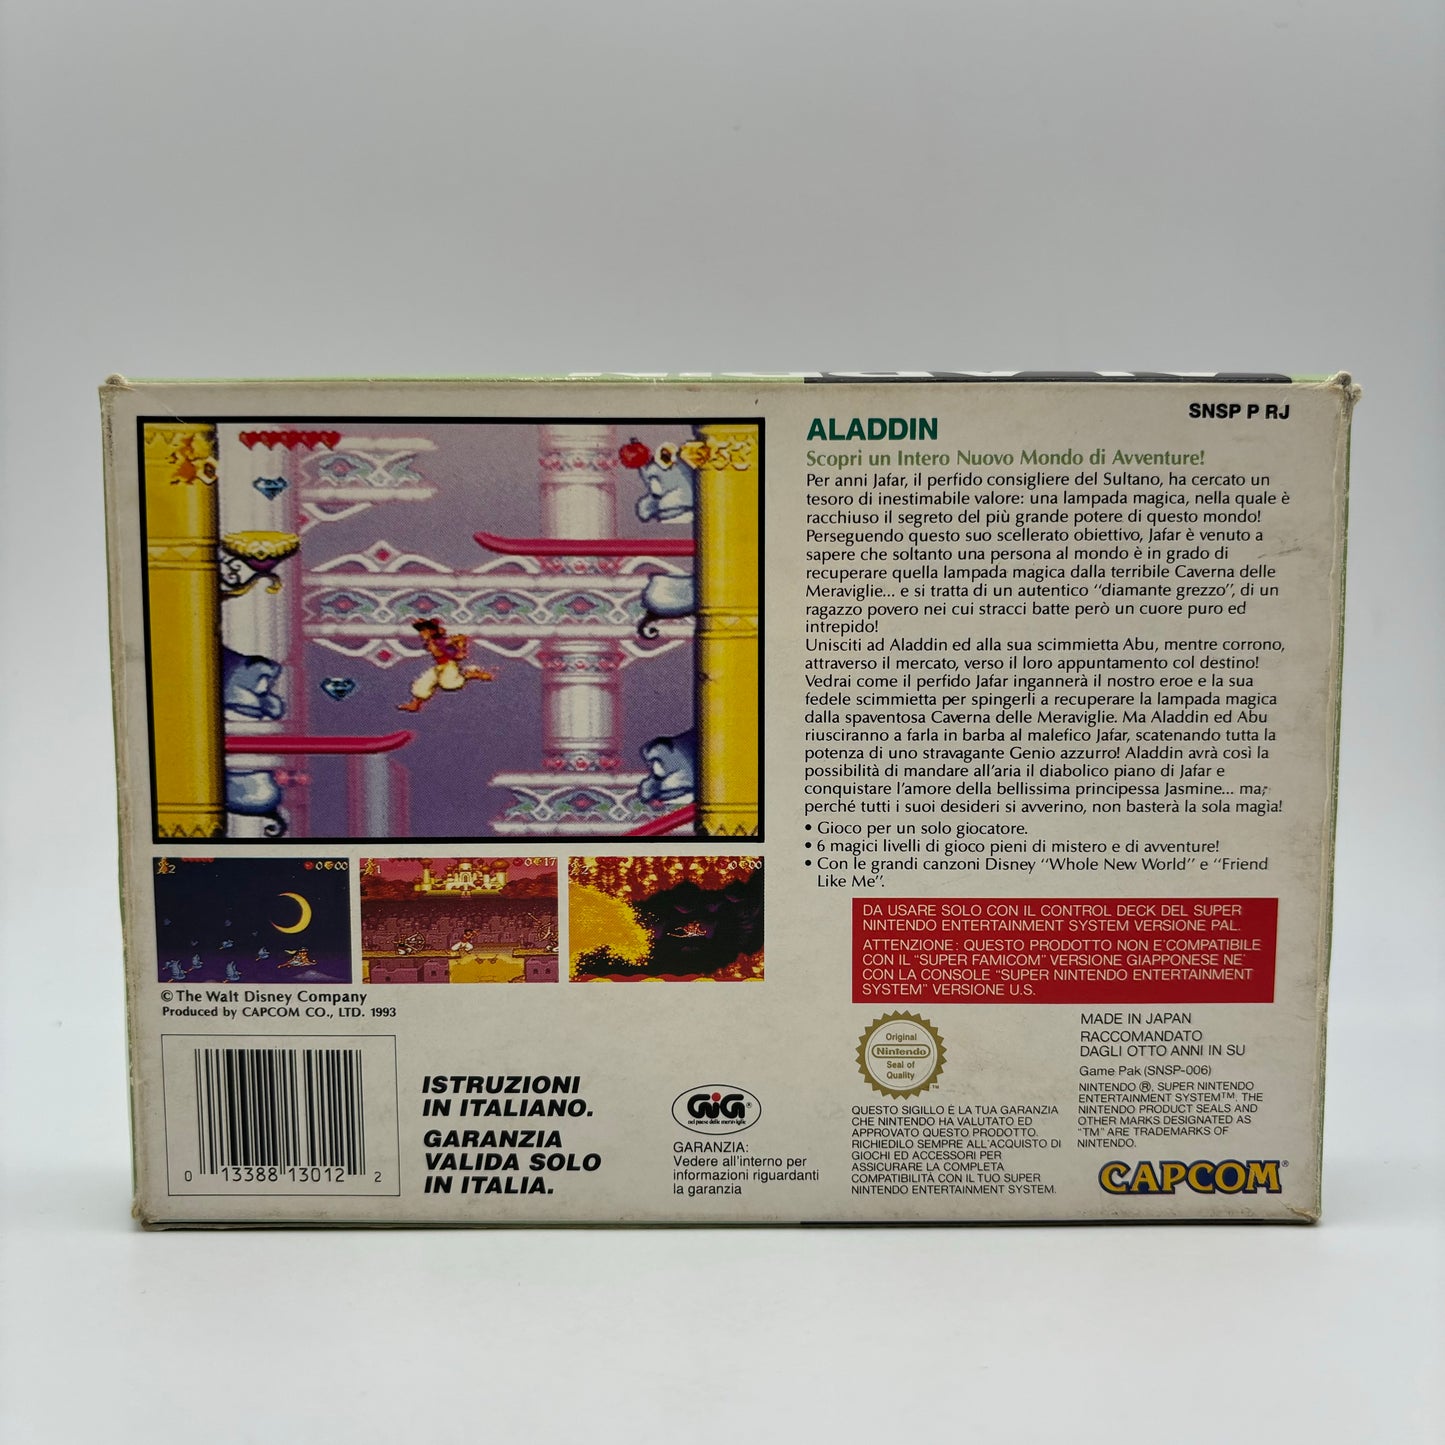 SNSP P RJ
ALADDIN
Scopri un Intero Nuovo Mondo di Avventure!
Per anni Jafar, il perfido consigliere del Sultano, ha cercato un
tesoro di inestimabile valore: una lampada magica, nella quale è
racchiuso il segreto del più grande potere di questo mondo!
Perseguendo questo suo scellerato obiettivo, Jafar è venuto a
sapere che soltanto una persona al mondo è in grado di
recuperare quella lampada magica dalla terribile Caverna delle
Meraviglie... e si tratta di un autentico "diamante grezzo", di un
ragazzo povero nei cui stracci batte però un cuore puro ed
intrepido!
Unisciti ad Aladdin ed alla sua scimmietta Abu, mentre corrono,
attraverso il mercato, verso il loro appuntamento col destino!
Vedrai come il perfido Jafar ingannerà il nostro eroe e la sua
fedele scimmietta per spingerli a recuperare la lampada magica
dalla spaventosa Caverna delle Meraviglie. Ma Aladdin ed Abu
riusciranno a farla in barba al malefico Jafar, scatenando tutta la
potenza di uno stravagante Genio azzurro! Aladdin avrà così la
possibilità di mandare all'aria il diabolico piano di Jafar e
conquistare l'amore della bellissima principessa Jasmine... ma,
perché tutti i suoi desideri si avverino, non basterà la sola magia!
• Gioco per un solo giocatore.
• 6 magici livelli di gioco pieni di mistero e di avventure!
• Con le grandi canzoni Disney "Whole New World" e "Friend
Like Me".
2 0 00
1 0 17
2 0 00
© The Walt Disney Company
Produced by CAPCOM CO., LTD. 1993
DA USARE SOLO CON IL CONTROL DECK DEL SUPER
NINTENDO ENTERTAINMENT SYSTEM VERSIONE PAL.
ATTENZIONE: QUESTO PRODOTTO NON E' COMPATIBILE
CON IL "SUPER FAMICOM" VERSIONE GIAPPONESE NE'
CON LA CONSOLE "SUPER NINTENDO ENTERTAINMENT
SYSTEM" VERSIONE U.S.
0 13388 13012 2
ISTRUZIONI
IN ITALIANO.
GARANZIA
VALIDA SOLO
IN ITALIA.
GiG®
nel paese delle meraviglie
GARANZIA:
Vedere all'interno per
informazioni riguardanti
la garanzia
Original
Nintendo
Seal of
Quality
TM
QUESTO SIGILLO È LA TUA GARANZIA
CHE NINTENDO HA VALUTATO ED
APPROVATO QUESTO PRODOTTO.
RICHIEDILO SEMPRE ALL'ACQUISTO DI
GIOCHI ED ACCESSORI PER
ASSICURARE LA COMPLETA
COMPATIBILITÀ CON IL TUO SUPER
NINTENDO ENTERTAINMENT SYSTEM.
MADE IN JAPAN
RACCOMANDATO
DAGLI OTTO ANNI IN SU
Game Pak (SNSP-006)
NINTENDO ®, SUPER NINTENDO
ENTERTAINMENT SYSTEM™, THE
NINTENDO PRODUCT SEALS AND
OTHER MARKS DESIGNATED AS
"TM" ARE TRADEMARKS OF
NINTENDO.
CAPCOM®